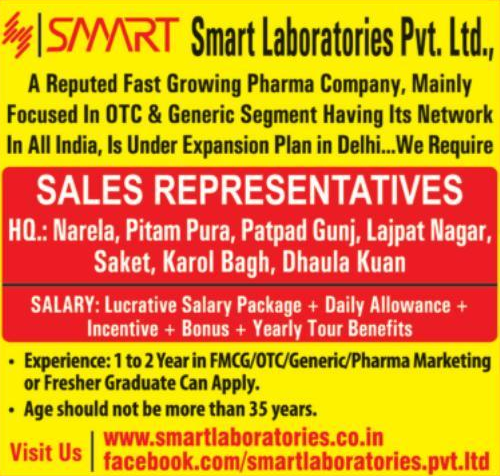 SMART Smart Laboratories Pvt. Ltd.,
A Reputed Fast Growing Pharma Company, Mainly
Focused In OTC & Generic Segment Having Its Network
In All India, Is Under Expansion Plan in Delhi...We Require
SALES REPRESENTATIVES
HQ.: Narela, Pitam Pura, Patpad Gunj, Lajpat Nagar,
Saket, Karol Bagh, Dhaula Kuan
SALARY: Lucrative Salary Package + Daily Allowance +
Incentive + Bonus + Yearly Tour Benefits
• Experience: 1 to 2 Year in FMCG/OTC/Generic/Pharma Marketing
or Fresher Graduate Can Apply.
• Age should not be more than 35 years.
Visit Us
www.smartlaboratories.co.in
facebook.com/smartlaboratories.pvt.ltd